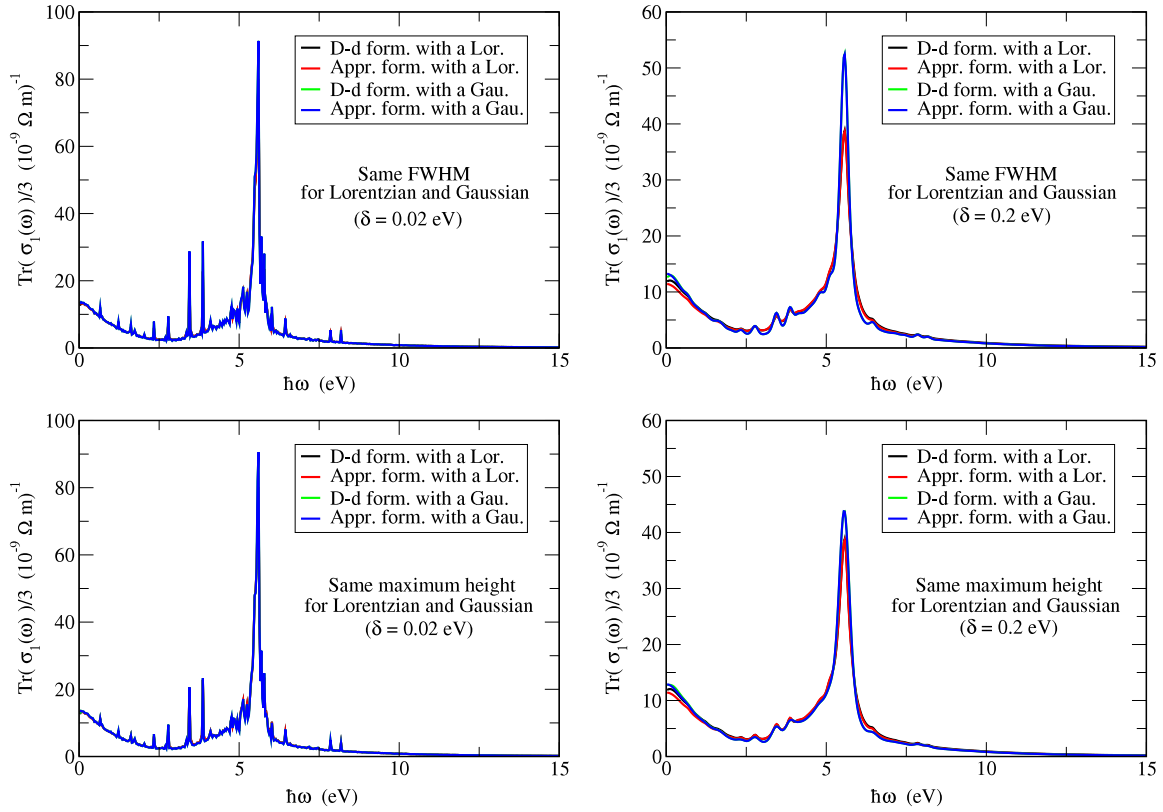 100
80
60
40
20
0
Tr( σ₁(ω) )/3 (10⁻⁹ Ω m)⁻¹
D-d form. with a Lor.
Appr. form. with a Lor.
D-d form. with a Gau.
Appr. form. with a Gau.
Same FWHM
for Lorentzian and Gaussian
(δ = 0.02 eV)
0 5 10 15
ħω (eV)
60
50
40
30
20
10
0
Tr( σ₁(ω) )/3 (10⁻⁹ Ω m)⁻¹
D-d form. with a Lor.
Appr. form. with a Lor.
D-d form. with a Gau.
Appr. form. with a Gau.
Same FWHM
for Lorentzian and Gaussian
(δ = 0.2 eV)
0 5 10 15
ħω (eV)
100
80
60
40
20
0
Tr( σ₁(ω) )/3 (10⁻⁹ Ω m)⁻¹
D-d form. with a Lor.
Appr. form. with a Lor.
D-d form. with a Gau.
Appr. form. with a Gau.
Same maximum height
for Lorentzian and Gaussian
(δ = 0.02 eV)
0 5 10 15
ħω (eV)
60
50
40
30
20
10
0
Tr( σ₁(ω) )/3 (10⁻⁹ Ω m)⁻¹
D-d form. with a Lor.
Appr. form. with a Lor.
D-d form. with a Gau.
Appr. form. with a Gau.
Same maximum height
for Lorentzian and Gaussian
(δ = 0.2 eV)
0 5 10 15
ħω (eV)